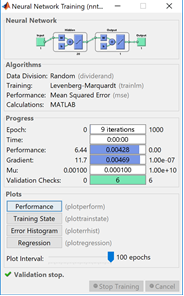 Neural Network Training (nnt...
Neural Network
Hidden
Output
Input
Output
W
b
W
b
Algorithms
Data Division: Random (dividerand)
Training: Levenberg-Marquardt (trainlm)
Performance: Mean Squared Error (mse)
Calculations: MATLAB
Progress
Epoch: 0 9 iterations 1000
Time: 0:00:00
Performance: 6.44 0.00428 0.00
Gradient: 11.7 0.00469 1.00e-07
Mu: 0.00100 0.000100 1.00e+10
Validation Checks: 0 6 6
Plots
Performance (plotperform)
Training State (plottrainstate)
Error Histogram (ploterrhist)
Regression (plotregression)
Plot Interval: 100 epochs
Validation stop.
Stop Training Cancel